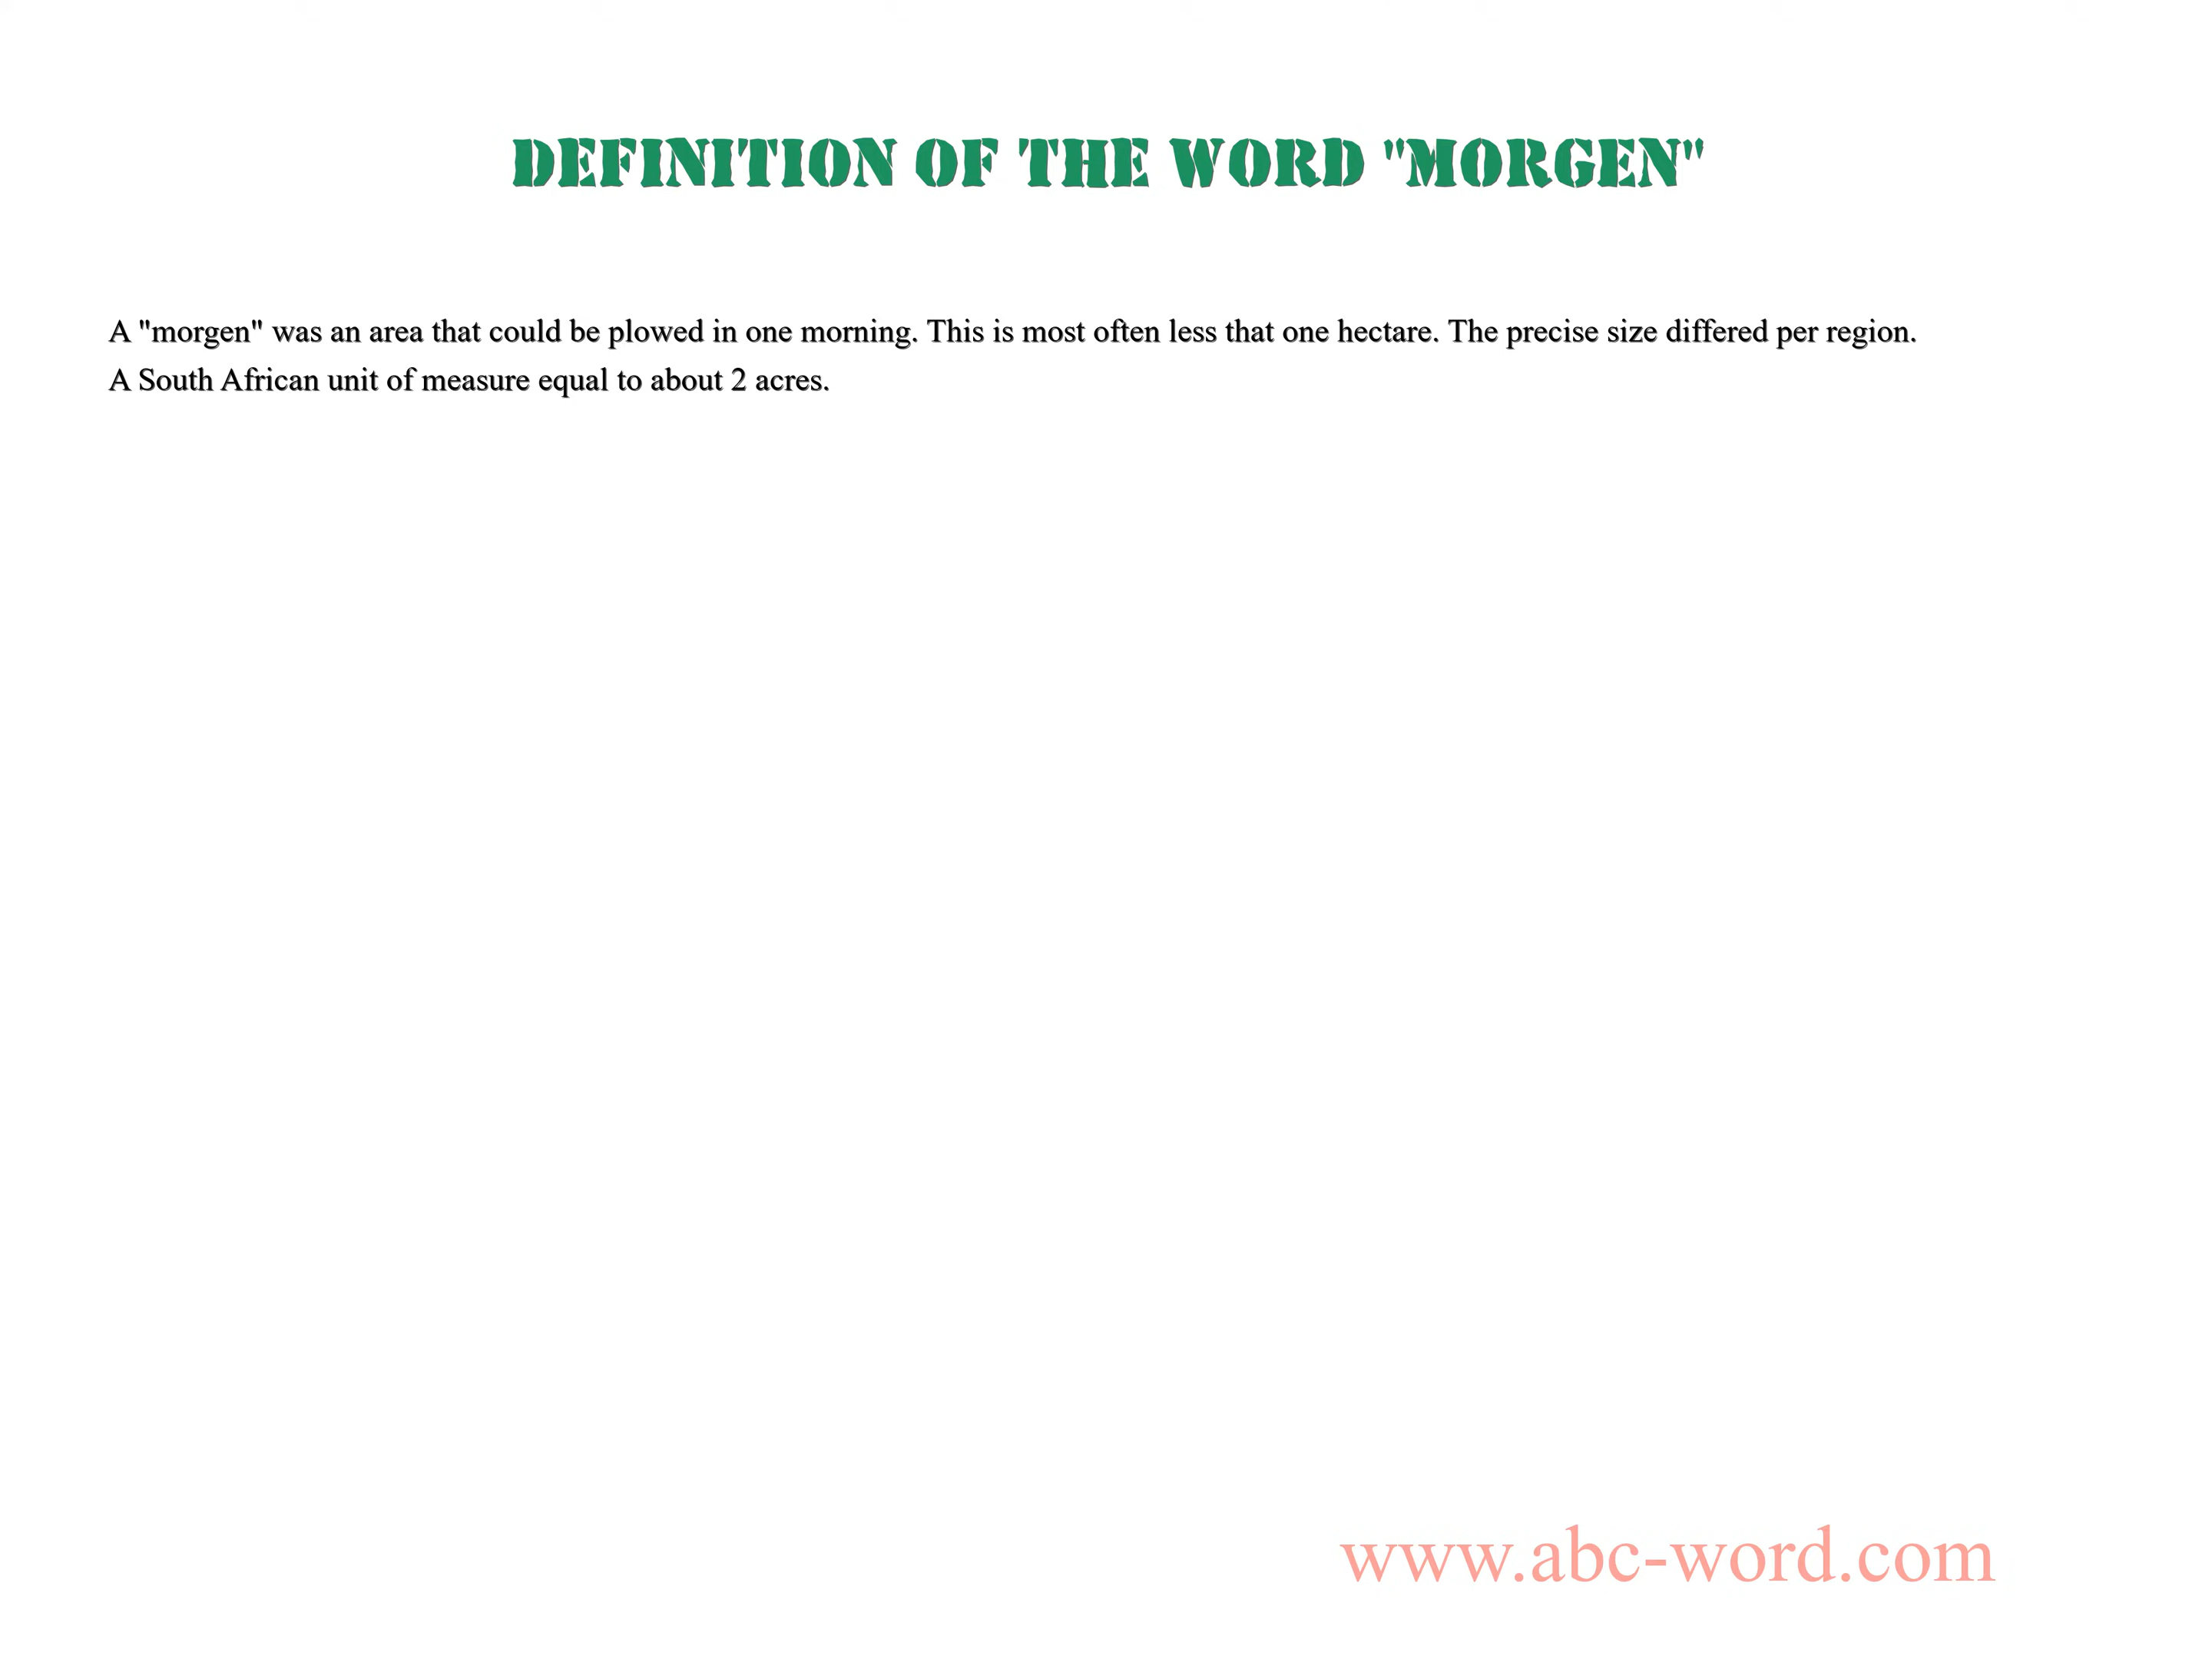 DEFINITION OF THE WORD "MORGEN"
A "morgen" was an area that could be plowed in one morning. This is most often less that one hectare. The precise size differed per region.
A South African unit of measure equal to about 2 acres.
www.abc-word.com